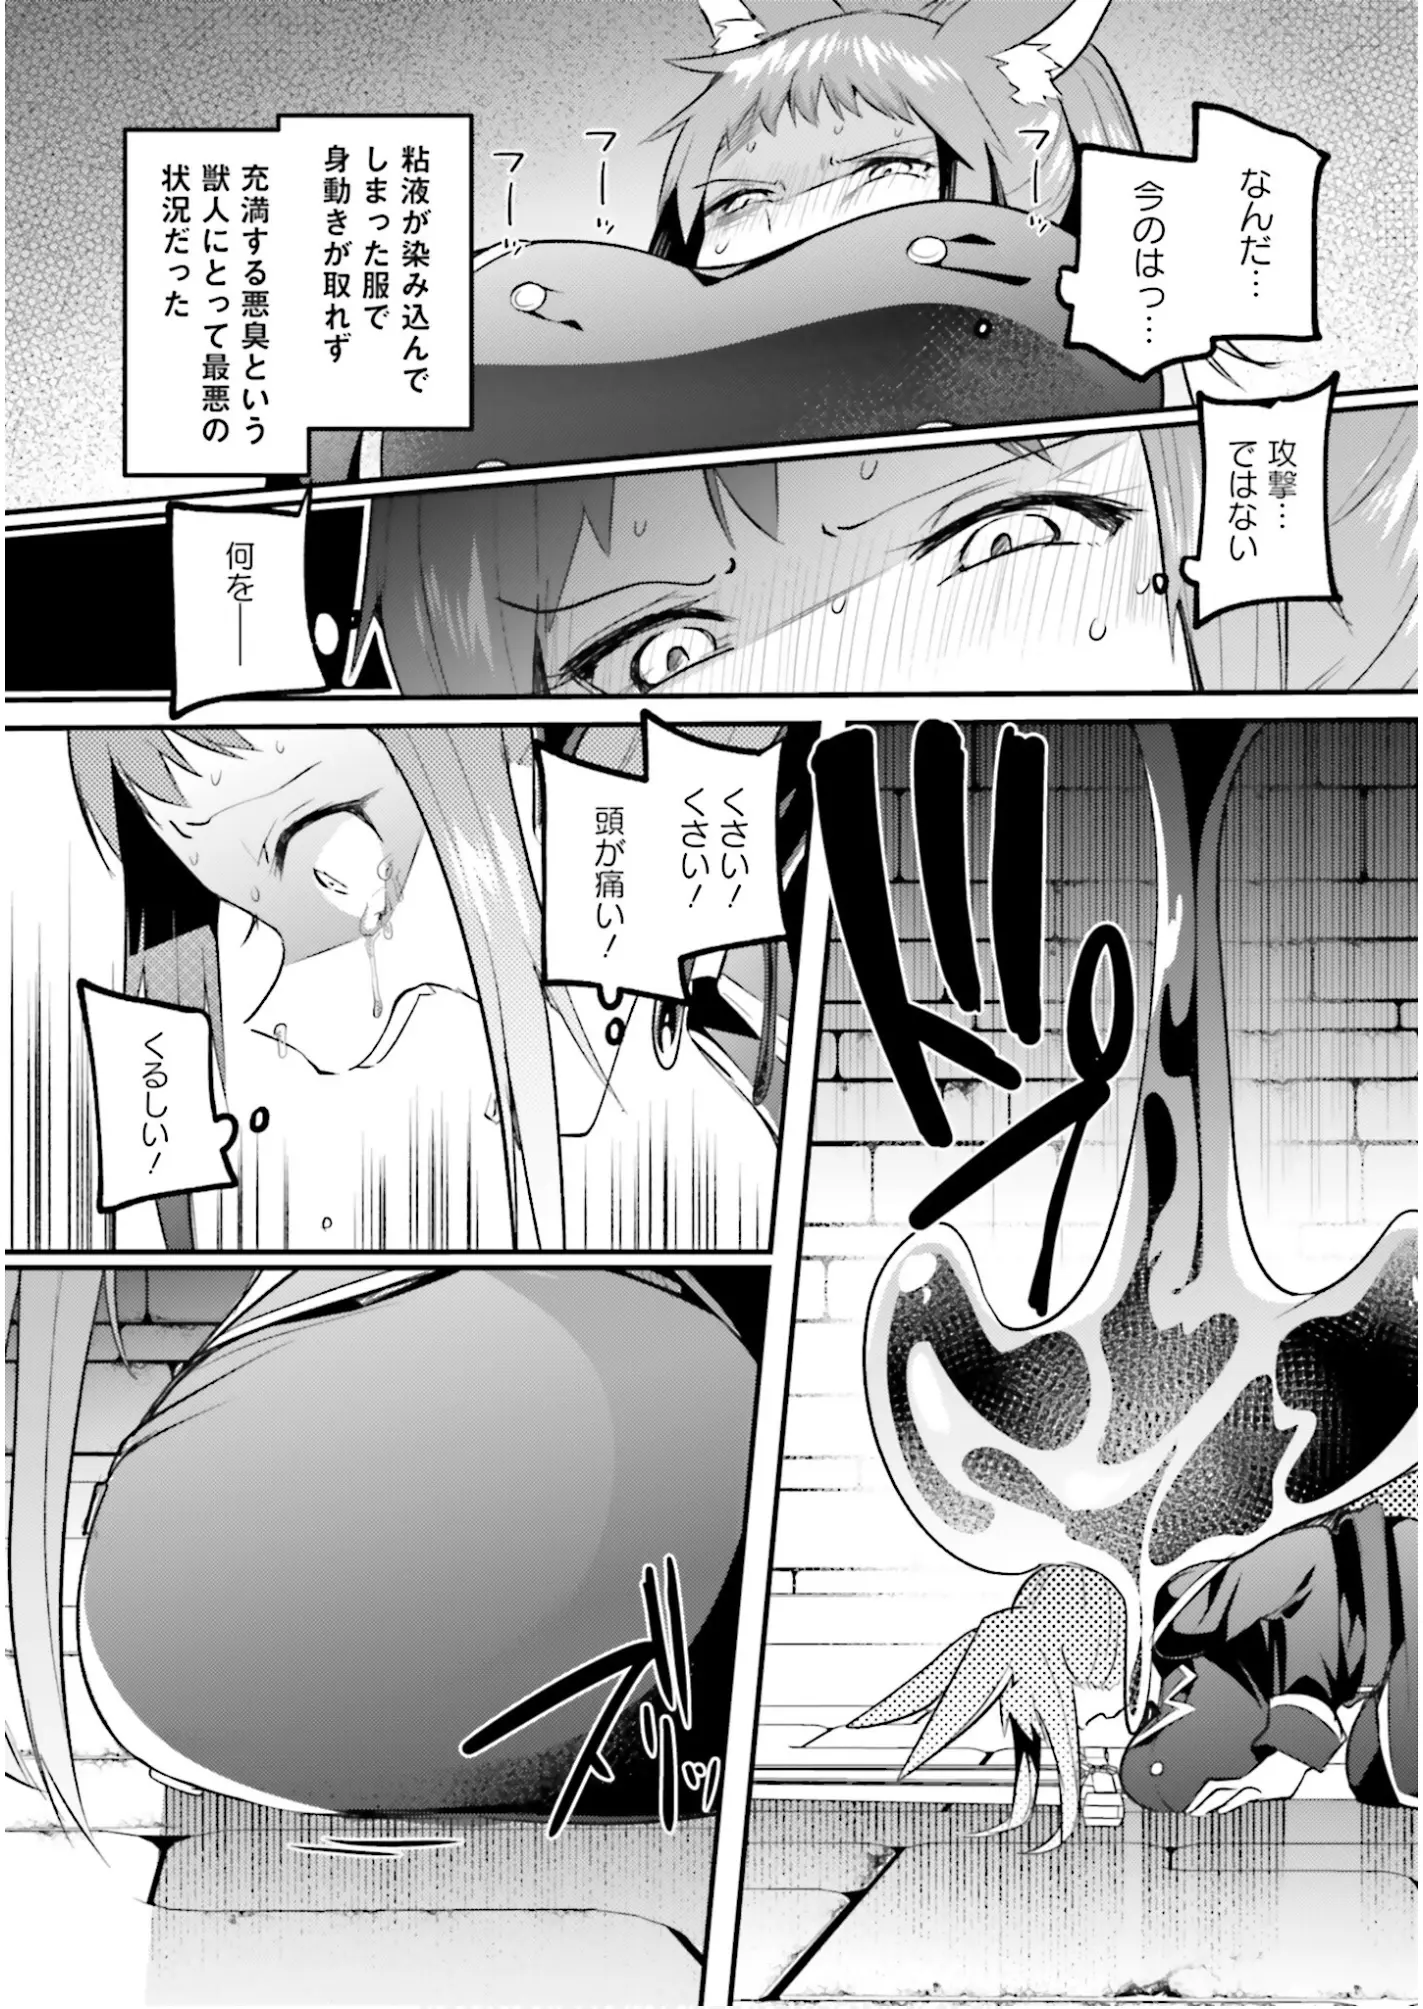 なんだ…
今のはっ…
フー
フーッ
フーッ
粘液が染み込んで
しまった服で
身動きが取れず
充満する悪臭という
獣人にとって最悪の
状況だった
攻撃…
ではない
何を──
くさい！
くさい！
頭が痛い！
くるしい！
ズリッ